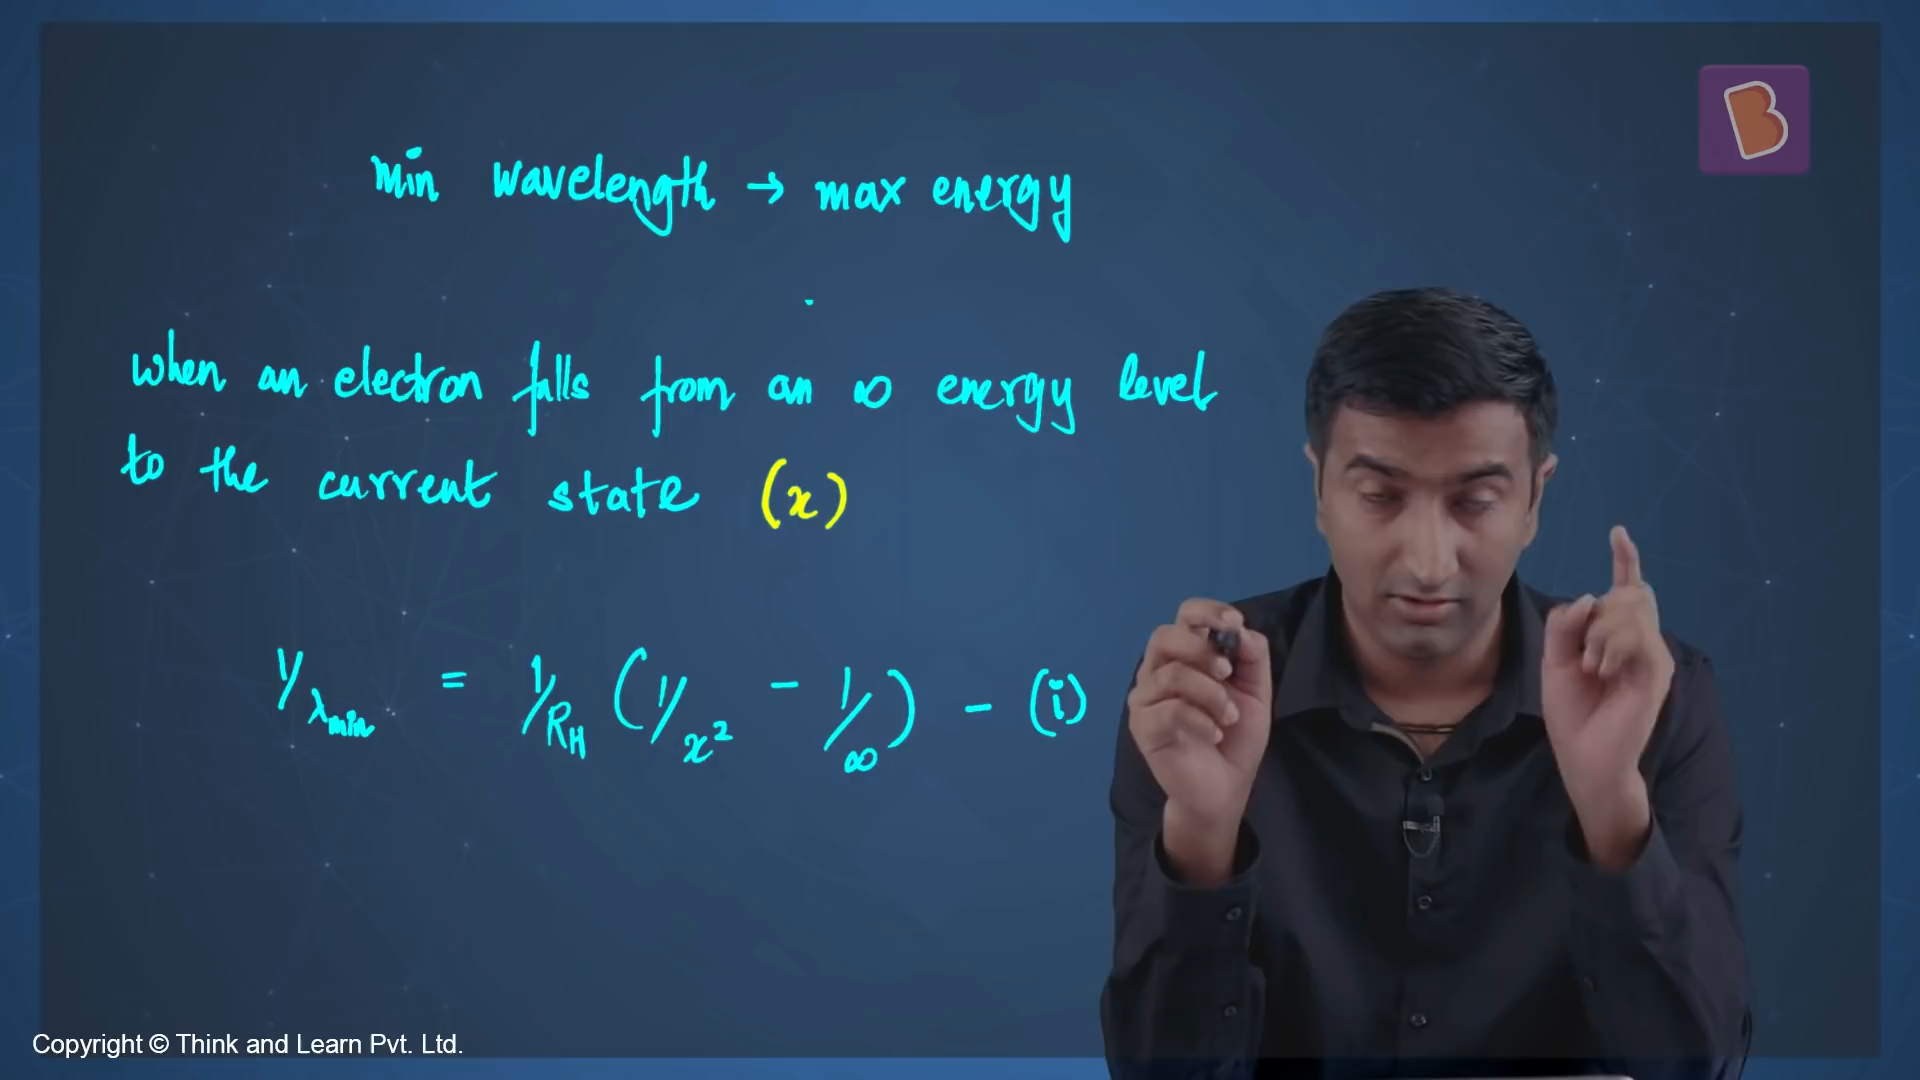 min wavelength → max energy
when an electron falls from an ∞ energy level
to the current state (x)
1/λmin = 1/RH (1/x² - 1/∞) - (i)
B
Copyright © Think and Learn Pvt. Ltd.